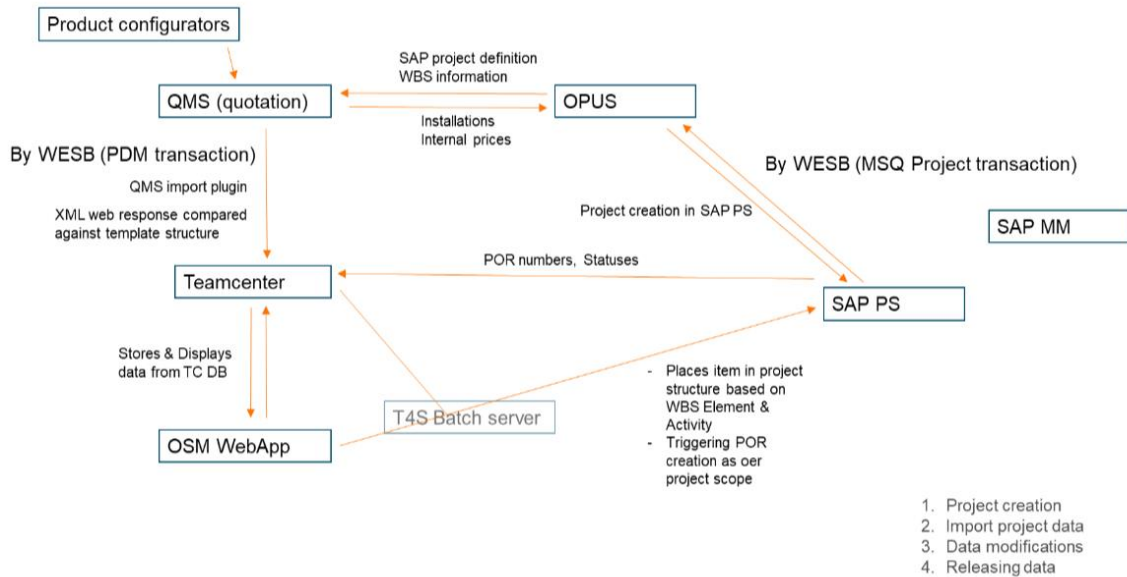 Product configurators
SAP project definition
WBS information
QMS (quotation)
OPUS
Installations
Internal prices
By WESB (PDM transaction)
By WESB (MSQ Project transaction)
QMS import plugin
XML web response compared
against template structure
Project creation in SAP PS
SAP MM
POR numbers, Statuses
Teamcenter
SAP PS
Stores & Displays
data from TC DB
- Places item in project
structure based on
WBS Element &
Activity
- Triggering POR
creation as oer
project scope
T4S Batch server
OSM WebApp
1. Project creation
2. Import project data
3. Data modifications
4. Releasing data